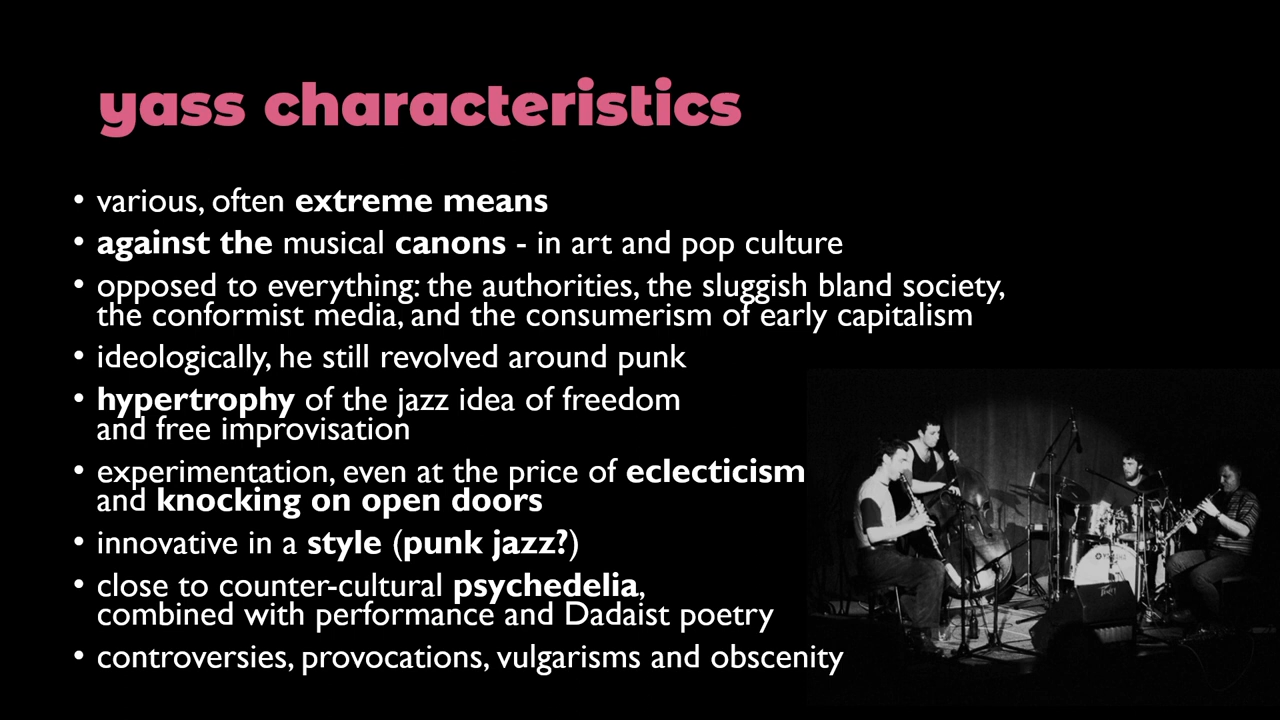 yass characteristics
• various, often extreme means
• against the musical canons - in art and pop culture
• opposed to everything: the authorities, the sluggish bland society,
the conformist media, and the consumerism of early capitalism
• ideologically, he still revolved around punk
• hypertrophy of the jazz idea of freedom
and free improvisation
• experimentation, even at the price of eclecticism
and knocking on open doors
• innovative in a style (punk jazz?)
• close to counter-cultural psychedelia,
combined with performance and Dadaist poetry
• controversies, provocations, vulgarisms and obscenity